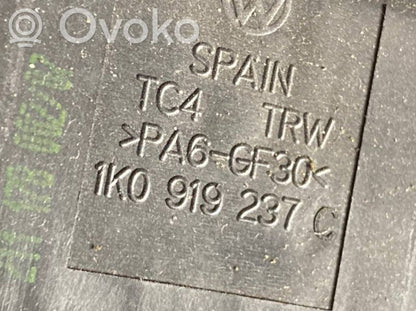 Ovoko
SPAIN
TC4 TRW
>PA6-GF30<
1K0 919 237 C